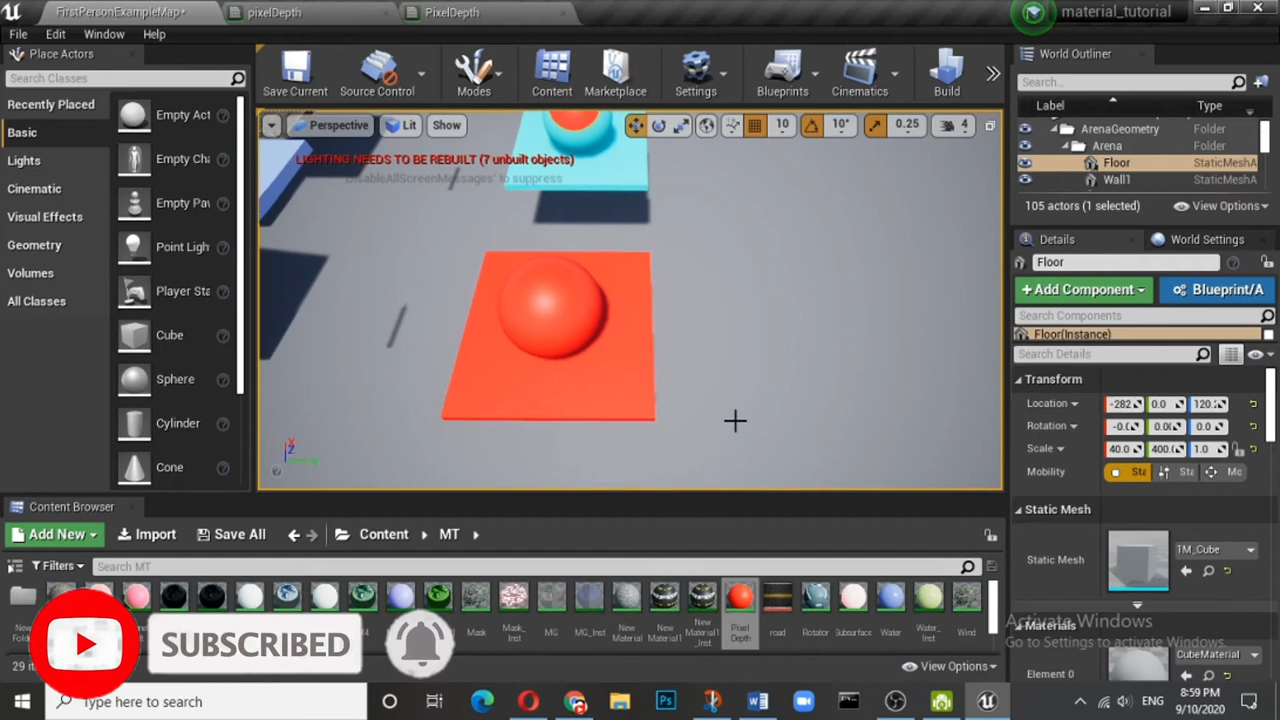 FirstPersonExampleMap*
pixelDepth
PixelDepth
material_tutorial
File Edit Window Help
Place Actors
Search Classes
Recently Placed
Basic
Lights
Cinematic
Visual Effects
Geometry
Volumes
All Classes
Empty Act
Empty Cha
Empty Pav
Point Ligh
Player Sta
Cube
Sphere
Cylinder
Cone
Save Current
Source Control
Modes
Content
Marketplace
Settings
Blueprints
Cinematics
Build
Perspective
Lit
Show
10
10°
0.25
4
LIGHTING NEEDS TO BE REBUILT (7 unbuilt objects)
'DisableAllScreenMessages' to suppress
X
Z
World Outliner
Search...
Label
Type
ArenaGeometry Folder
Arena Folder
Floor StaticMeshA
Wall1 StaticMeshA
105 actors (1 selected)
View Options
Details
World Settings
Floor
+Add Component
Blueprint/A
Search Components
Floor(Instance)
Search Details
Transform
Location -282 0.0 120.
Rotation -0.0 0.0 0.0
Scale 40.0 400. 1.0
Mobility Sta Sta Mo
Static Mesh
Static Mesh 1M_Cube
Materials
Element 0 CubeMaterial
Content Browser
Add New
Import
Save All
Content
MT
Filters
Search MT
Mask
Mask_Inst
MG
MG_Inst
New Material
New Material1
New Material1_Inst
Pixel Depth
road
Rotator
Subsurface
Water
Water_Inst
Wind
29 it
View Options
SUBSCRIBED
Activate Windows
Go to Settings to activate Windows.
Type here to search
Ps
W
ENG
8:59 PM
9/10/2020